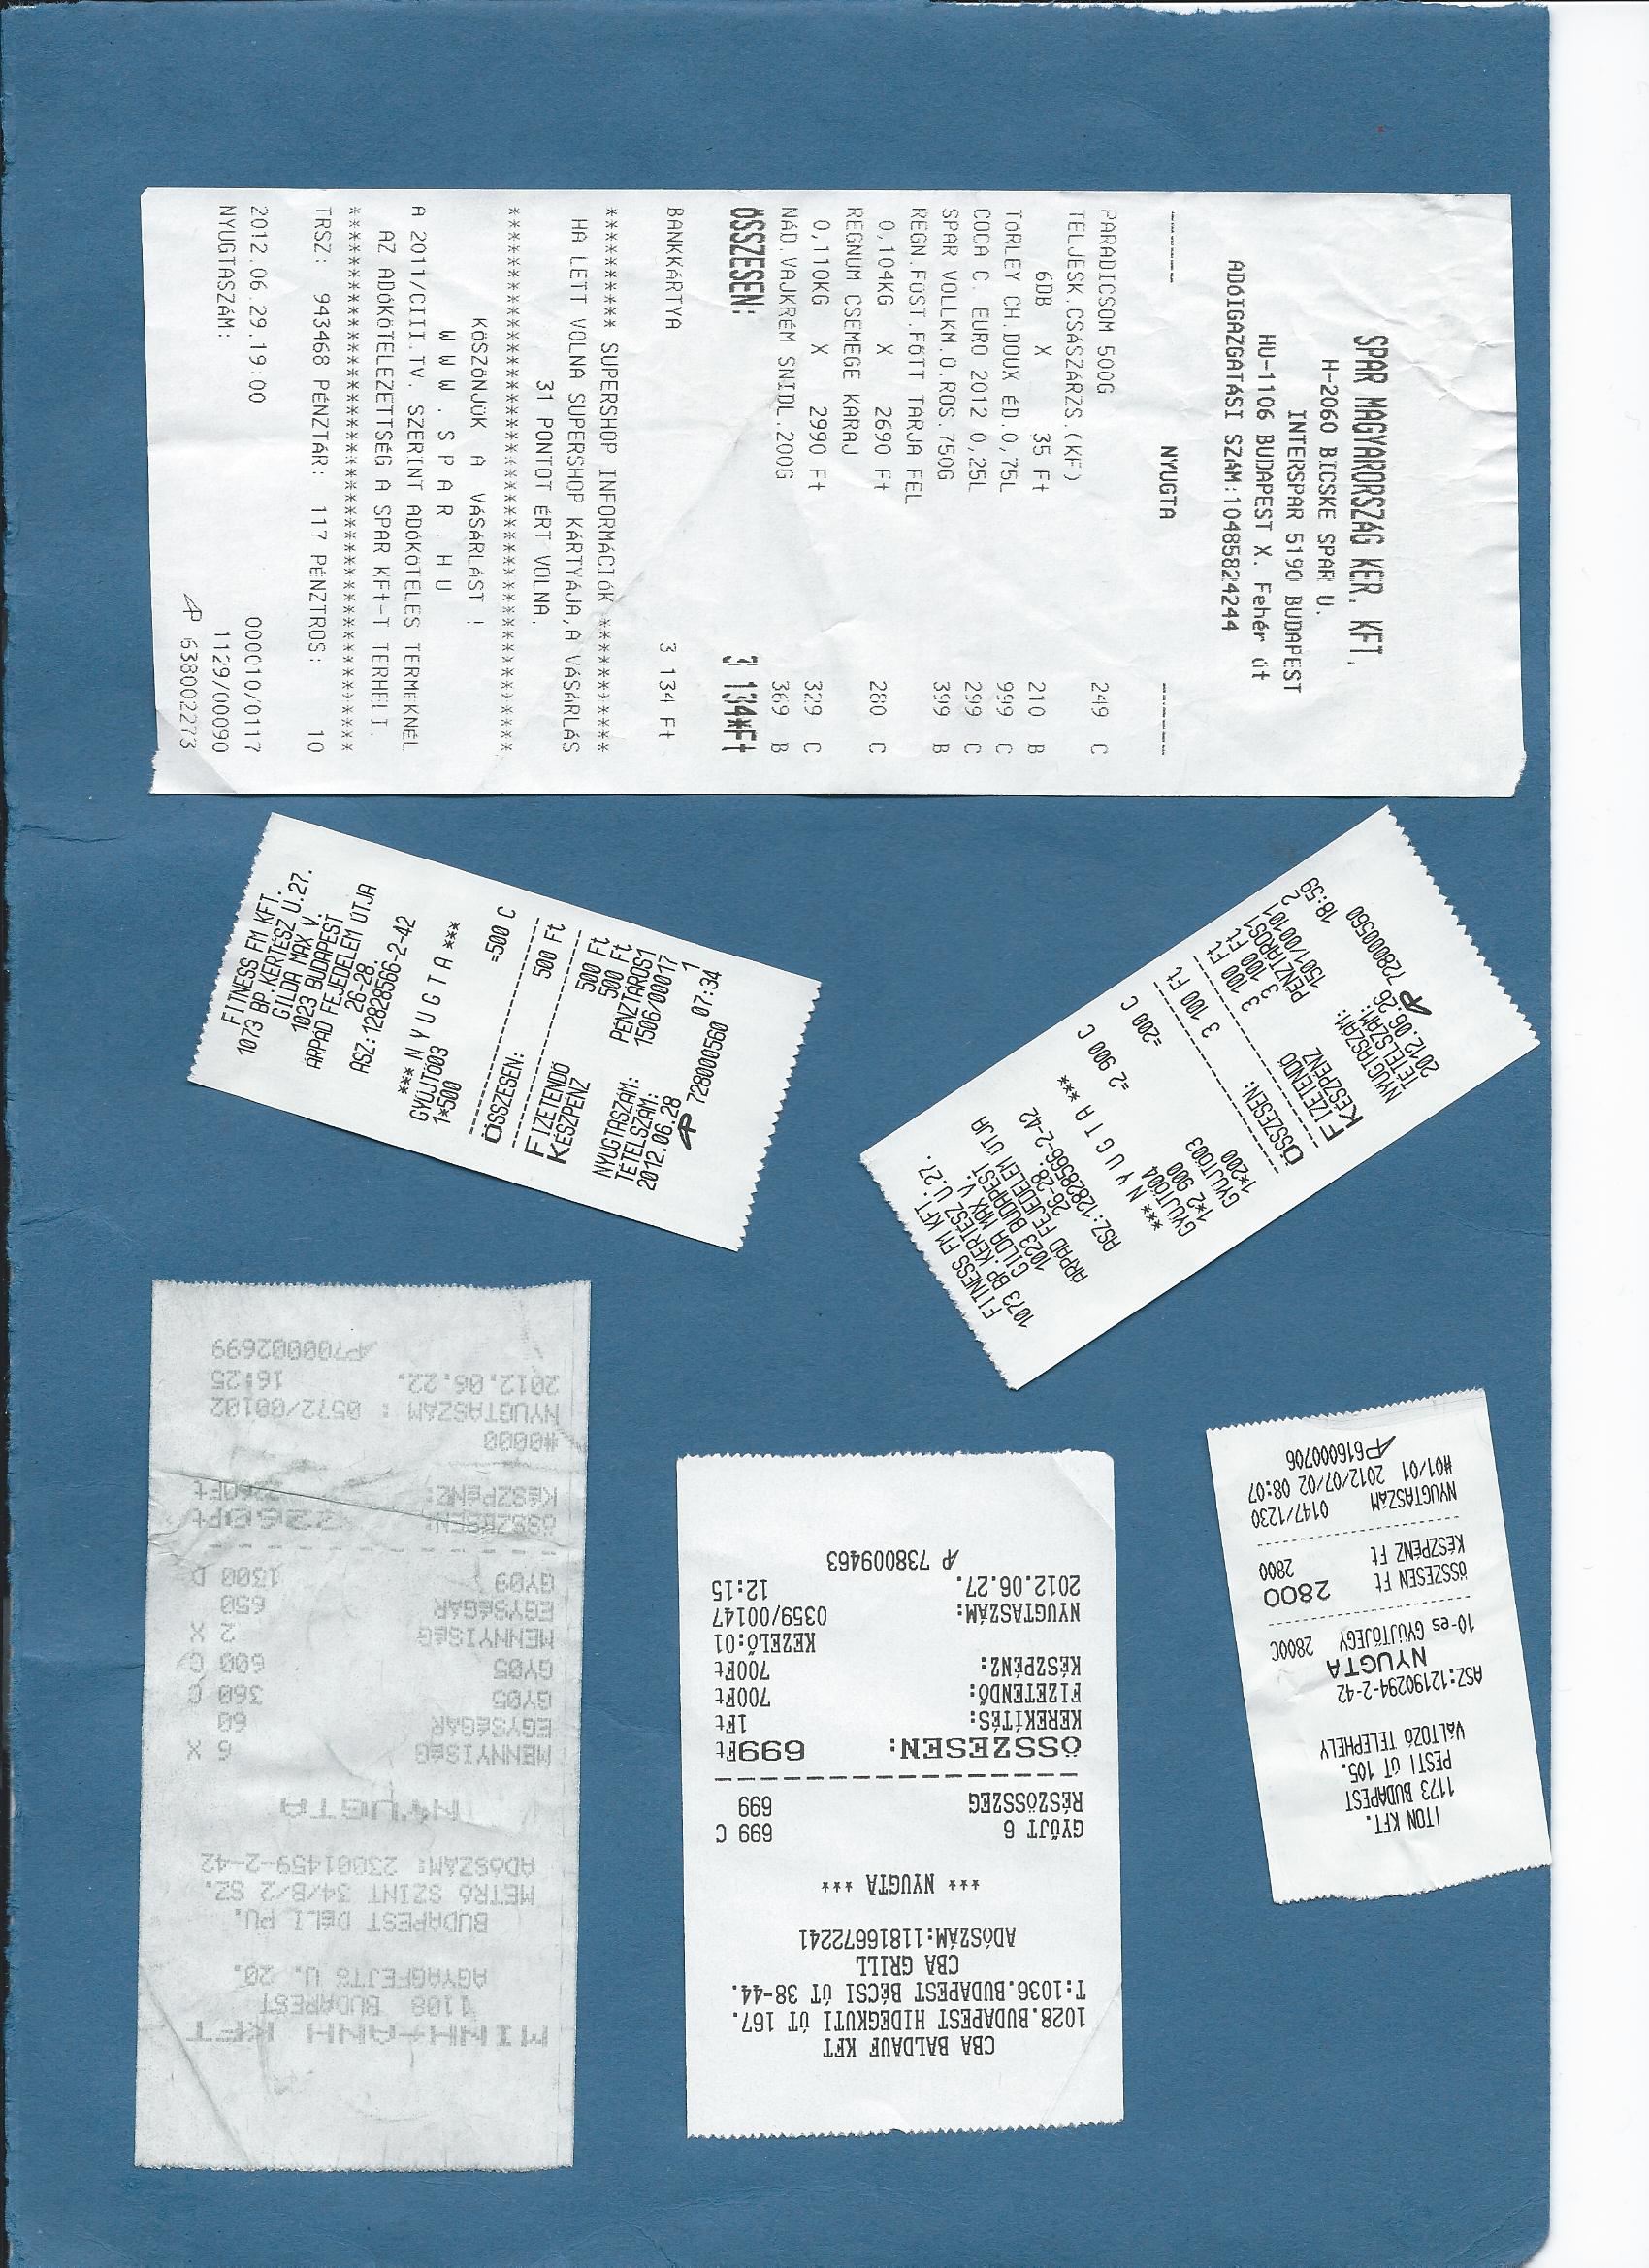 SPAR MAGYARORSZÁG KER. KFT.
H-2060 BICSKE SPAR U.
INTERSPAR 5190 BUDAPEST
HU-1106 BUDAPEST X. Fehér út
ADÓIGAZGATÁSI SZÁM:10485824244
NYUGTA
PARADICSOM 500G 249 C
TELJESK.CSÁSZÁRZS.(KF)
6DB X 35 Ft 210 B
TöRLEY CH.DOUX ÉD.0,75L 999 C
COCA C. EURO 2012 0,25L 299 C
SPAR VOLLKM.O.ROS.750G 399 B
REGN.FÜST.FŐTT TARJA FEL
0,104KG X 2690 Ft 280 C
REGNUM CSEMEGE KARAJ
0,110KG X 2990 Ft 329 C
NÁD.VAJKRÉM SNIDL.200G 369 B
ÖSSZESEN: 3 134*Ft
BANKKÁRTYA 3 134 Ft
********* SUPERSHOP INFORMÁCIÓK **********
HA LETT VOLNA SUPERSHOP KÁRTYÁJA,A VÁSÁRLÁS
31 PONTOT ÉRT VOLNA.
******************************************
KÖSZÖNJÜK A VÁSÁRLÁST !
W W W . S P A R . H U
A 2011/CIII.TV. SZERINT ADÓKÖTELES TERMÉKNÉL
AZ ADÓKÖTELEZETTSÉG A SPAR KFt-T TERHELI.
******************************************
TRSZ: 943468 PÉNZTÁR: 117 PÉNZTROS: 10
2012.06.29.19:00 000010/0117
NYUGTASZÁM: 1129/00090
AP 638002273
FITNESS FM KFT.
1073 BP.KERTÉSZ U.27.
GILDA MAX V.
1023 BUDAPEST
ÁRPÁD FEJEDELEM ÚTJA
26-28.
ASZ:12828566-2-42
*** N Y U G T A ***
GYŰJTŐ03
1*500 =500 C
ÖSSZESEN: 500 Ft
FIZETENDŐ 500 Ft
KÉSZPÉNZ 500 Ft
PÉNZTÁROS1
NYUGTASZÁM: 1506/00017
TÉTELSZÁM: 1
2012.06.28 07:34
AP 728000560
FITNESS FM KFT.
1073 BP.KERTÉSZ U.27.
GILDA MAX V.
1023 BUDAPEST
ÁRPÁD FEJEDELEM ÚTJA
26-28.
ASZ:12828566-2-42
*** N Y U G T A ***
GYŰJTŐ04
1*2 900 =2 900 C
GYŰJTŐ03
1*200 =200 C
ÖSSZESEN: 3 100 Ft
FIZETENDŐ 3 100 Ft
KÉSZPÉNZ 3 100 Ft
PÉNZTÁROS1
NYUGTASZÁM: 1501/00101
TÉTELSZÁM: 2
2012.06.26 18:59
AP 728000560
MINH-ANH KFT
1108 BUDAPEST
AGYAGFEJTŐ U. 20.
BUDAPEST DÉLI PU.
METRÓ SZINT 34/B/2 SZ.
ADÓSZÁM: 23001459-2-42
NYUGTA
MENNYISÉG 6 X
EGYSÉGÁR 60
GY05 360 C
GY05 600 C
MENNYISÉG 2 X
EGYSÉGÁR 650
GY09 1300 D
ÖSSZESEN: 2260Ft
KÉSZPÉNZ: 2260Ft
#0000
NYUGTASZÁM : 0572/00102
2012.06.22. 16:25
AP700002699
CBA BALDAUF KFT
1028.BUDAPEST HIDEGKUTI ÚT 167.
T:1036.BUDAPEST BÉCSI ÚT 38-44.
CBA GRILL
ADÓSZÁM:11816672241
*** NYUGTA ***
GYŰJT 6 699 C
RÉSZÖSSZEG 699
ÖSSZESEN: 699Ft
KEREKÍTÉS: 1Ft
FIZETENDŐ: 700Ft
KÉSZPÉNZ: 700Ft
KEZELŐ:01
NYUGTASZÁM: 0359/00147
2012.06.27. 12:15
AP 738009463
ITON KFT.
1173 BUDAPEST
PESTI ÚT 105.
VÁLTOZÓ TELEPHELY
ASZ:12190294-2-42
NYUGTA
10-es GYÜJTŐJEGY 2800C
ÖSSZESEN Ft 2800
KÉSZPÉNZ Ft 2800
NYUGTASZÁM 0147/1230
#01/01 2012/07/02 08:07
AP616000706